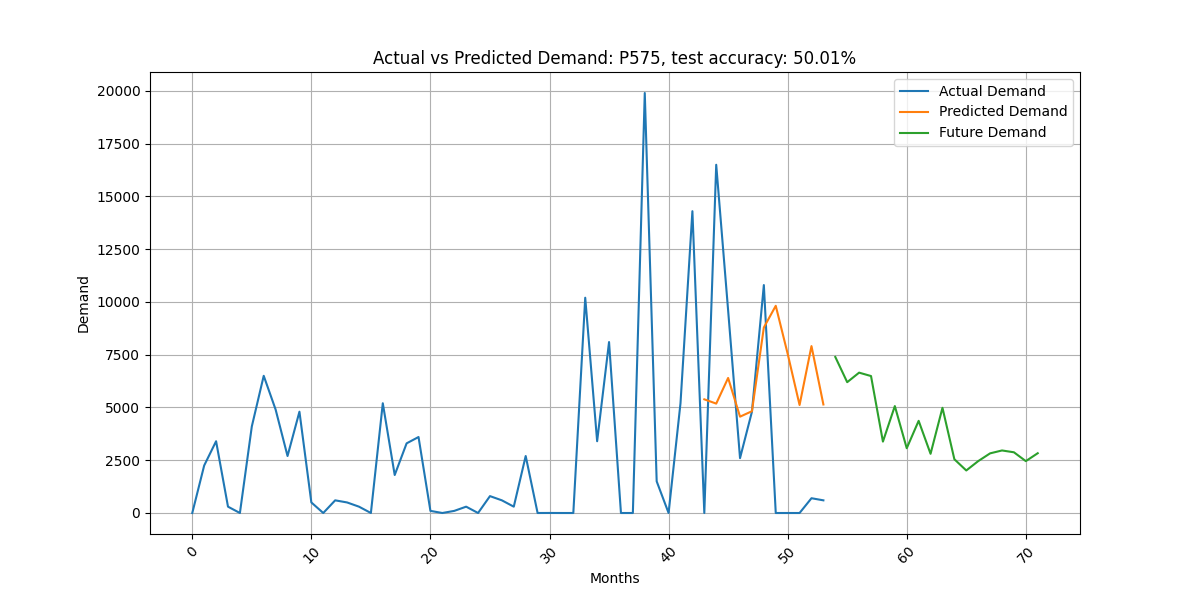 Actual vs Predicted Demand: P575, test accuracy: 50.01%
Actual Demand
Predicted Demand
Future Demand
20000
17500
15000
12500
10000
7500
5000
2500
0
Demand
0 10 20 30 40 50 60 70
Months